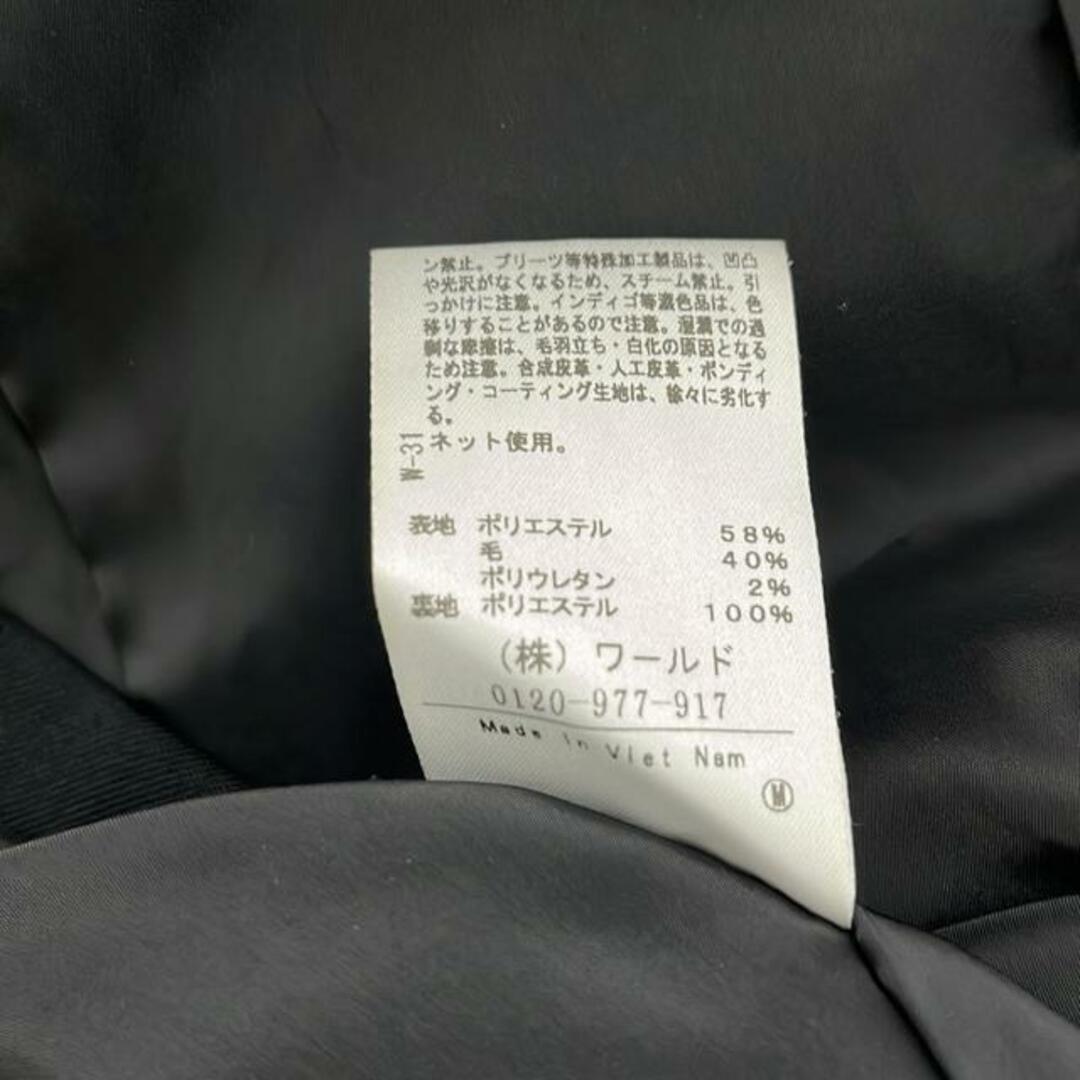 ン禁止。プリーツ等特殊加工製品は、凹凸
や光沢がなくなるため、スチーム禁止。引
っかけに注意。インディゴ等濃色品は、色
移りすることがあるので注意。湿潤での過
剰な摩擦は、毛羽立ち・白化の原因となる
ため注意。合成皮革・人工皮革・ボンディ
ング・コーティング生地は、徐々に劣化す
る。
ネット使用。
W-31
表地 ポリエステル 58%
毛 40%
ポリウレタン 2%
裏地 ポリエステル 100%
(株) ワールド
0120-977-917
Made in Viet Nam
Ⓜ